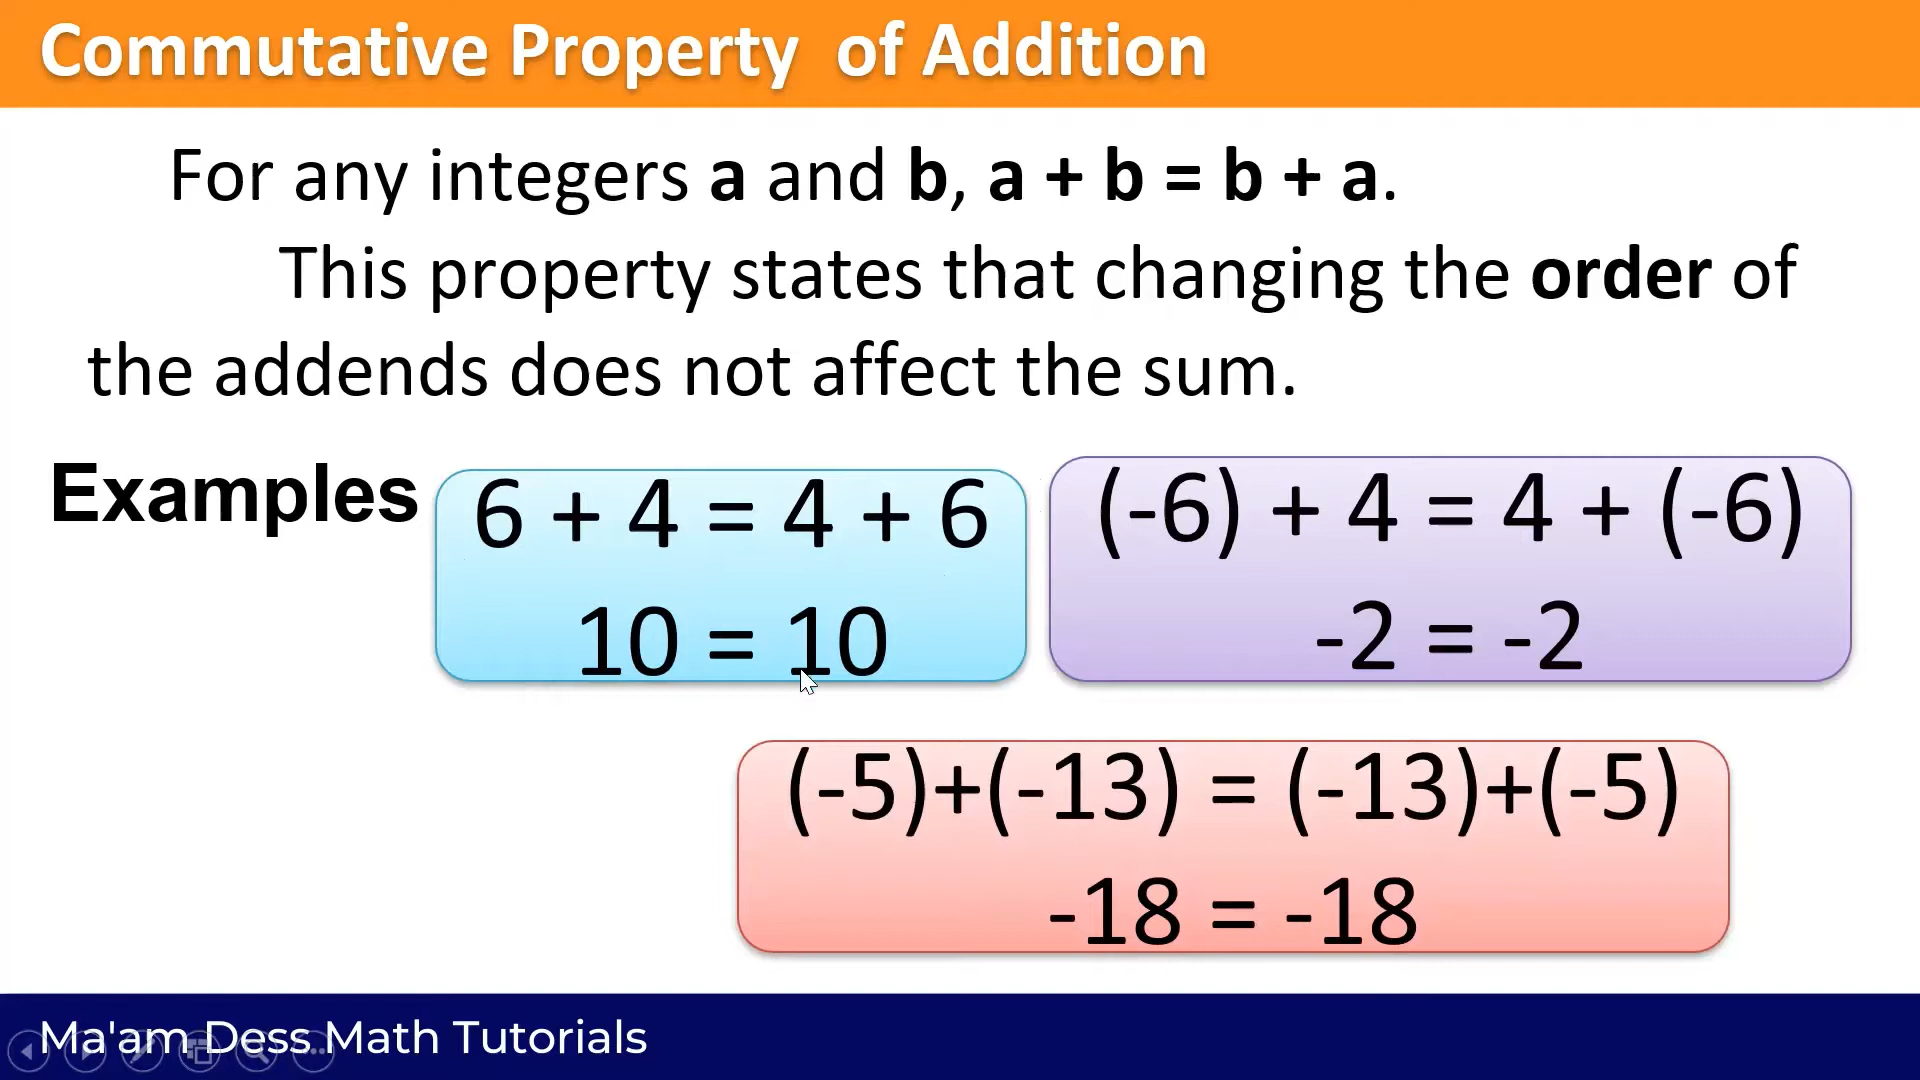 Commutative Property of Addition
For any integers a and b, a + b = b + a.
This property states that changing the order of
the addends does not affect the sum.
Examples
6 + 4 = 4 + 6
10 = 10
(-6) + 4 = 4 + (-6)
-2 = -2
(-5)+(-13) = (-13)+(-5)
-18 = -18
Ma'am Dess Math Tutorials